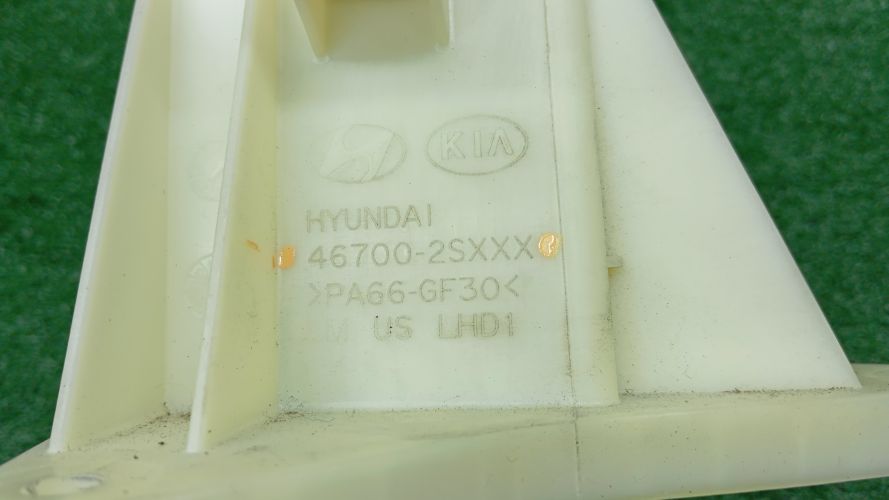 KIA
HYUNDAI
46700-2SXXX
>PA66-GF30<
US LHD1